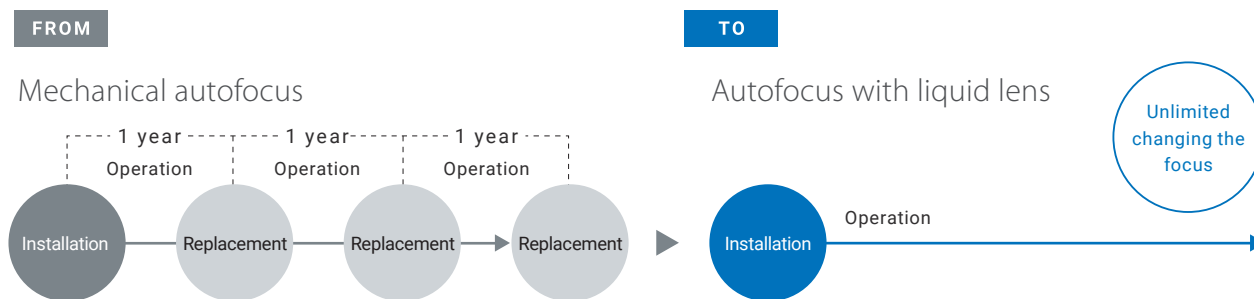 FROM
Mechanical autofocus
1 year
1 year
1 year
Operation
Operation
Operation
Installation
Replacement
Replacement
Replacement
TO
Autofocus with liquid lens
Unlimited
changing the
focus
Operation
Installation